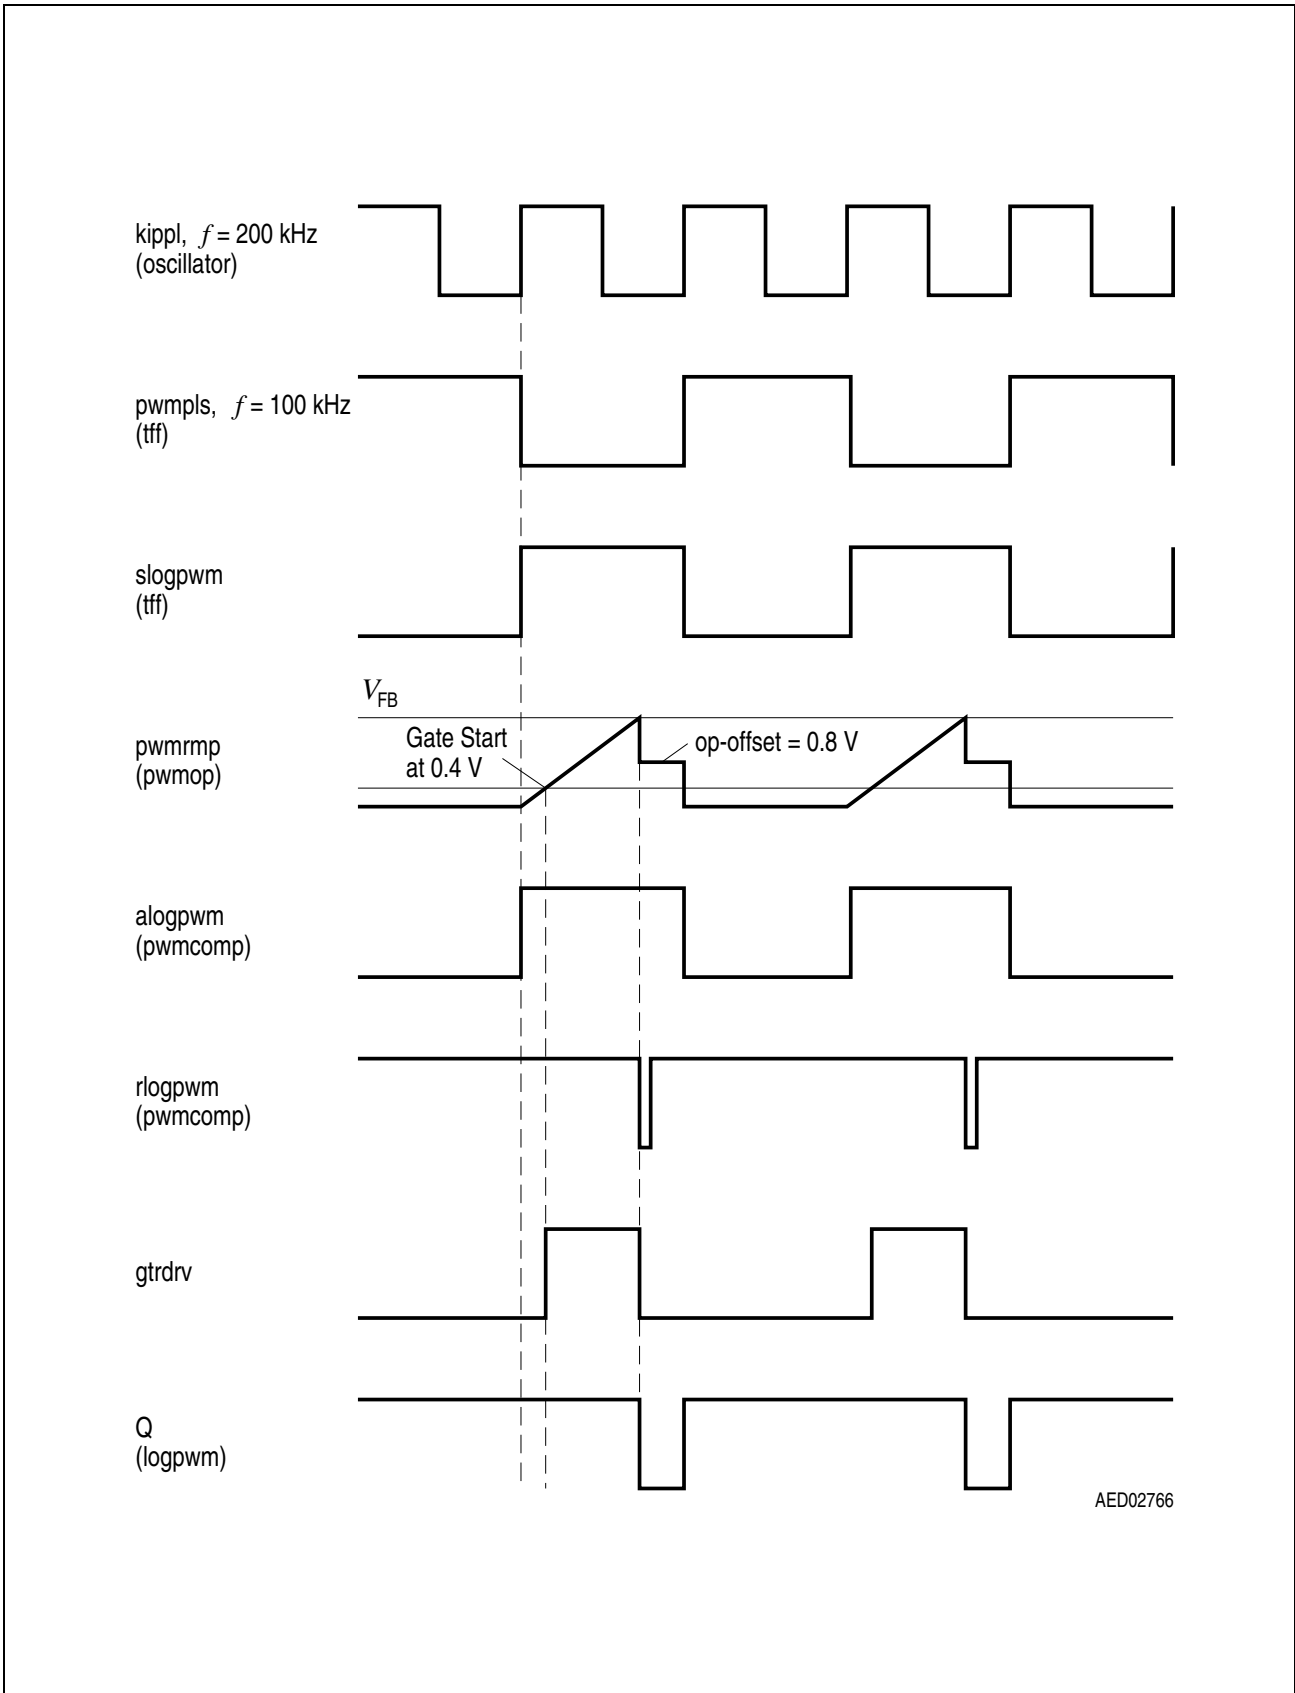 kippl, f = 200 kHz
(oscillator)
pwmpls, f = 100 kHz
(tff)
slogpwm
(tff)
VFB
pwmrmp
(pwmop)
Gate Start
at 0.4 V
op-offset = 0.8 V
alogpwm
(pwmcomp)
rlogpwm
(pwmcomp)
gtrdrv
Q
(logpwm)
AED02766